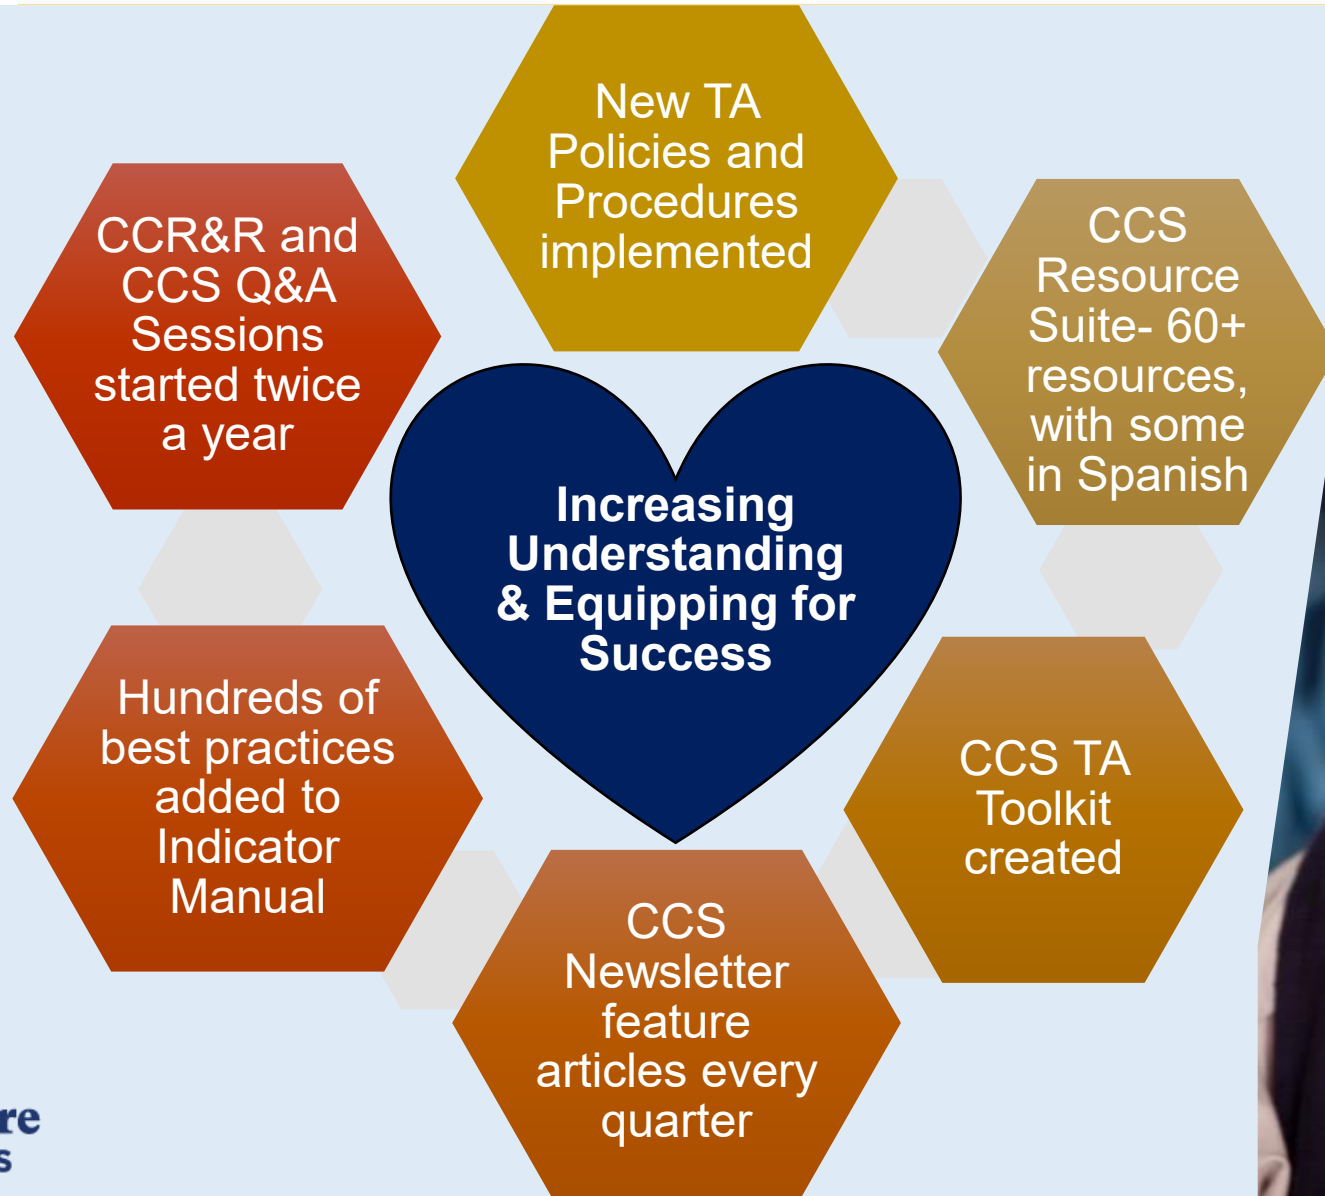 New TA
Policies and
Procedures
implemented
CCS
Resource
Suite- 60+
resources,
with some
in Spanish
CCS TA
Toolkit
created
CCS
Newsletter
feature
articles every
quarter
Hundreds of
best practices
added to
Indicator
Manual
CCR&R and
CCS Q&A
Sessions
started twice
a year
Increasing
Understanding
& Equipping for
Success